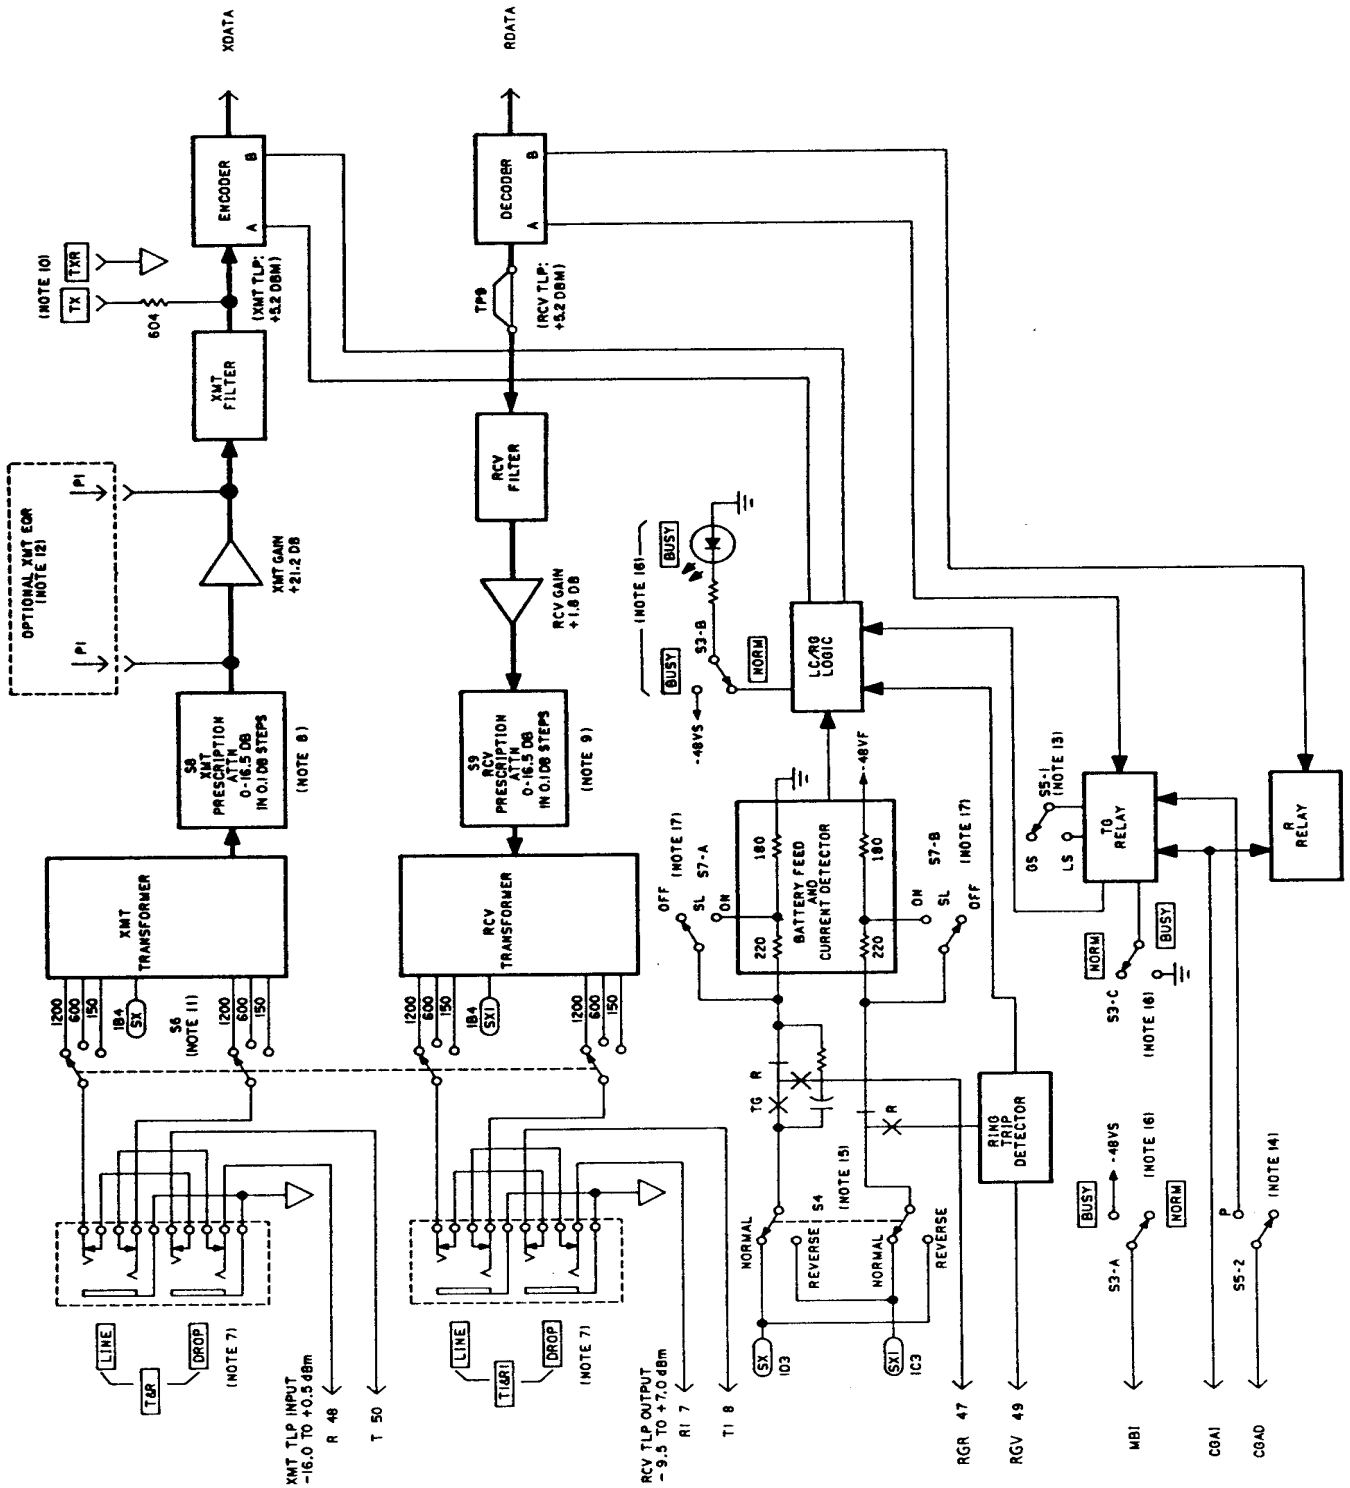 XDATA
RDATA
ENCODER
A
B
DECODER
A
B
(NOTE 10)
TX
TXR
604
(XMT TLP:
+5.2 DBM)
TP9
(RCV TLP:
+5.2 DBM)
XMT
FILTER
RCV
FILTER
OPTIONAL XMT EQR
(NOTE 12)
P1
P1
XMT GAIN
+21.2 DB
RCV GAIN
+1.8 DB
S8
XMT
PRESCRIPTION
ATTN
0-16.5 DB
IN 0.1 DB STEPS
(NOTE 8)
S9
RCV
PRESCRIPTION
ATTN
0-16.5 DB
IN 0.1 DB STEPS
(NOTE 9)
XMT
TRANSFORMER
RCV
TRANSFORMER
1200
600
150
1B4
SX
S6
(NOTE 11)
1200
600
150
1200
600
150
1B4
SX1
1200
600
150
LINE
T&R
DROP
(NOTE 7)
XMT TLP INPUT
-16.0 TO +0.5 dBm
R 48
T 50
LINE
T1&R1
DROP
(NOTE 7)
RCV TLP OUTPUT
-9.5 TO +7.0 dBm
R1 7
T1 8
(NOTE 16)
BUSY
BUSY
-48VS
S3-B
NORM
LC/RG
LOGIC
OFF
(NOTE 17)
SL
S7-A
ON
220
180
BATTERY FEED
AND
CURRENT DETECTOR
220
180
-48VF
ON
S7-B
SL
OFF
(NOTE 17)
TG
R
R
NORMAL
S4
REVERSE
(NOTE 15)
NORMAL
REVERSE
SX
1D3
SX1
1C3
RGR 47
RGV 49
RING
TRIP
DETECTOR
GS
LS
S5-1
(NOTE 13)
TG
RELAY
R
RELAY
NORM
BUSY
S3-C
(NOTE 16)
BUSY
-48VS
S3-A
(NOTE 16)
NORM
MBI
CGA1
CGAD
P
S5-2
(NOTE 14)